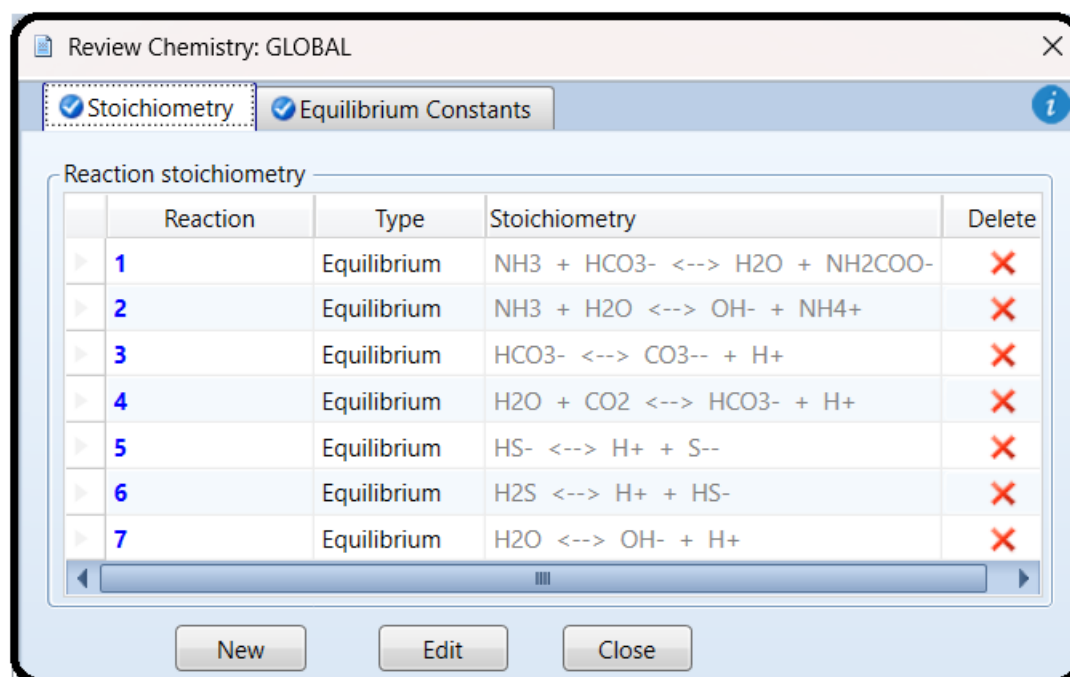 Review Chemistry: GLOBAL
Stoichiometry Equilibrium Constants i
Reaction stoichiometry
Reaction Type Stoichiometry Delete
1 Equilibrium NH3 + HCO3- <--> H2O + NH2COO-
2 Equilibrium NH3 + H2O <--> OH- + NH4+
3 Equilibrium HCO3- <--> CO3-- + H+
4 Equilibrium H2O + CO2 <--> HCO3- + H+
5 Equilibrium HS- <--> H+ + S--
6 Equilibrium H2S <--> H+ + HS-
7 Equilibrium H2O <--> OH- + H+
New Edit Close